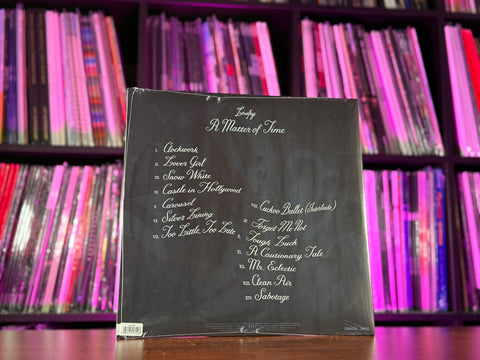 Laufey
A Matter of Time
I. Clockwork
II. Lover Girl
III. Snow White
IV. Castle in Hollywood
V. Carousel
VI. Silver Lining
VII. Too Little, Too Late
VIII. Cuckoo Ballet (Interlude)
IX. Forget Me Not
X. Tough Luck
XI. A Cautionary Tale
XII. Mr. Eclectic
XIII. Clean Air
XIV. Sabotage